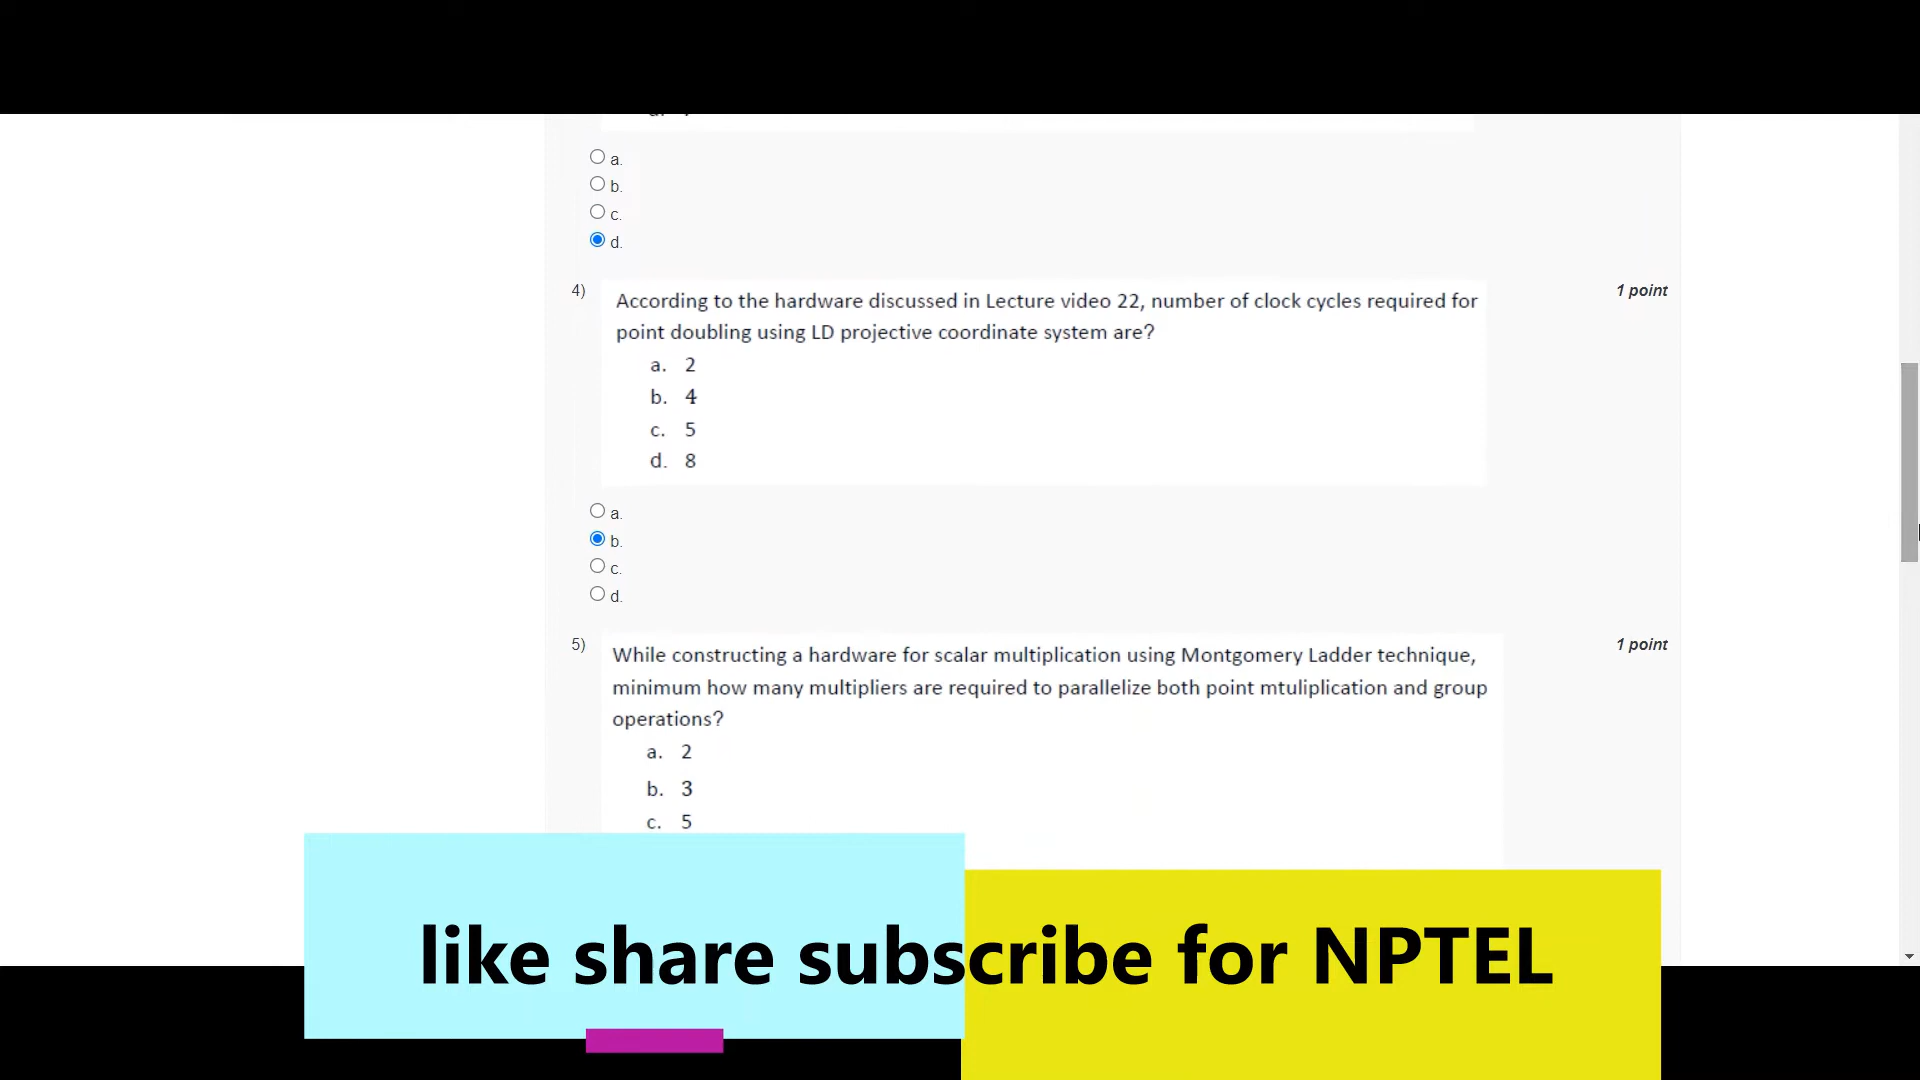 a.
b.
c.
d.
4)
According to the hardware discussed in Lecture video 22, number of clock cycles required for
1 point
point doubling using LD projective coordinate system are?
a. 2
b. 4
c. 5
d. 8
a.
b.
c.
d.
5)
While constructing a hardware for scalar multiplication using Montgomery Ladder technique,
1 point
minimum how many multipliers are required to parallelize both point mtuliplication and group
operations?
a. 2
b. 3
c. 5
like share subscribe for NPTEL